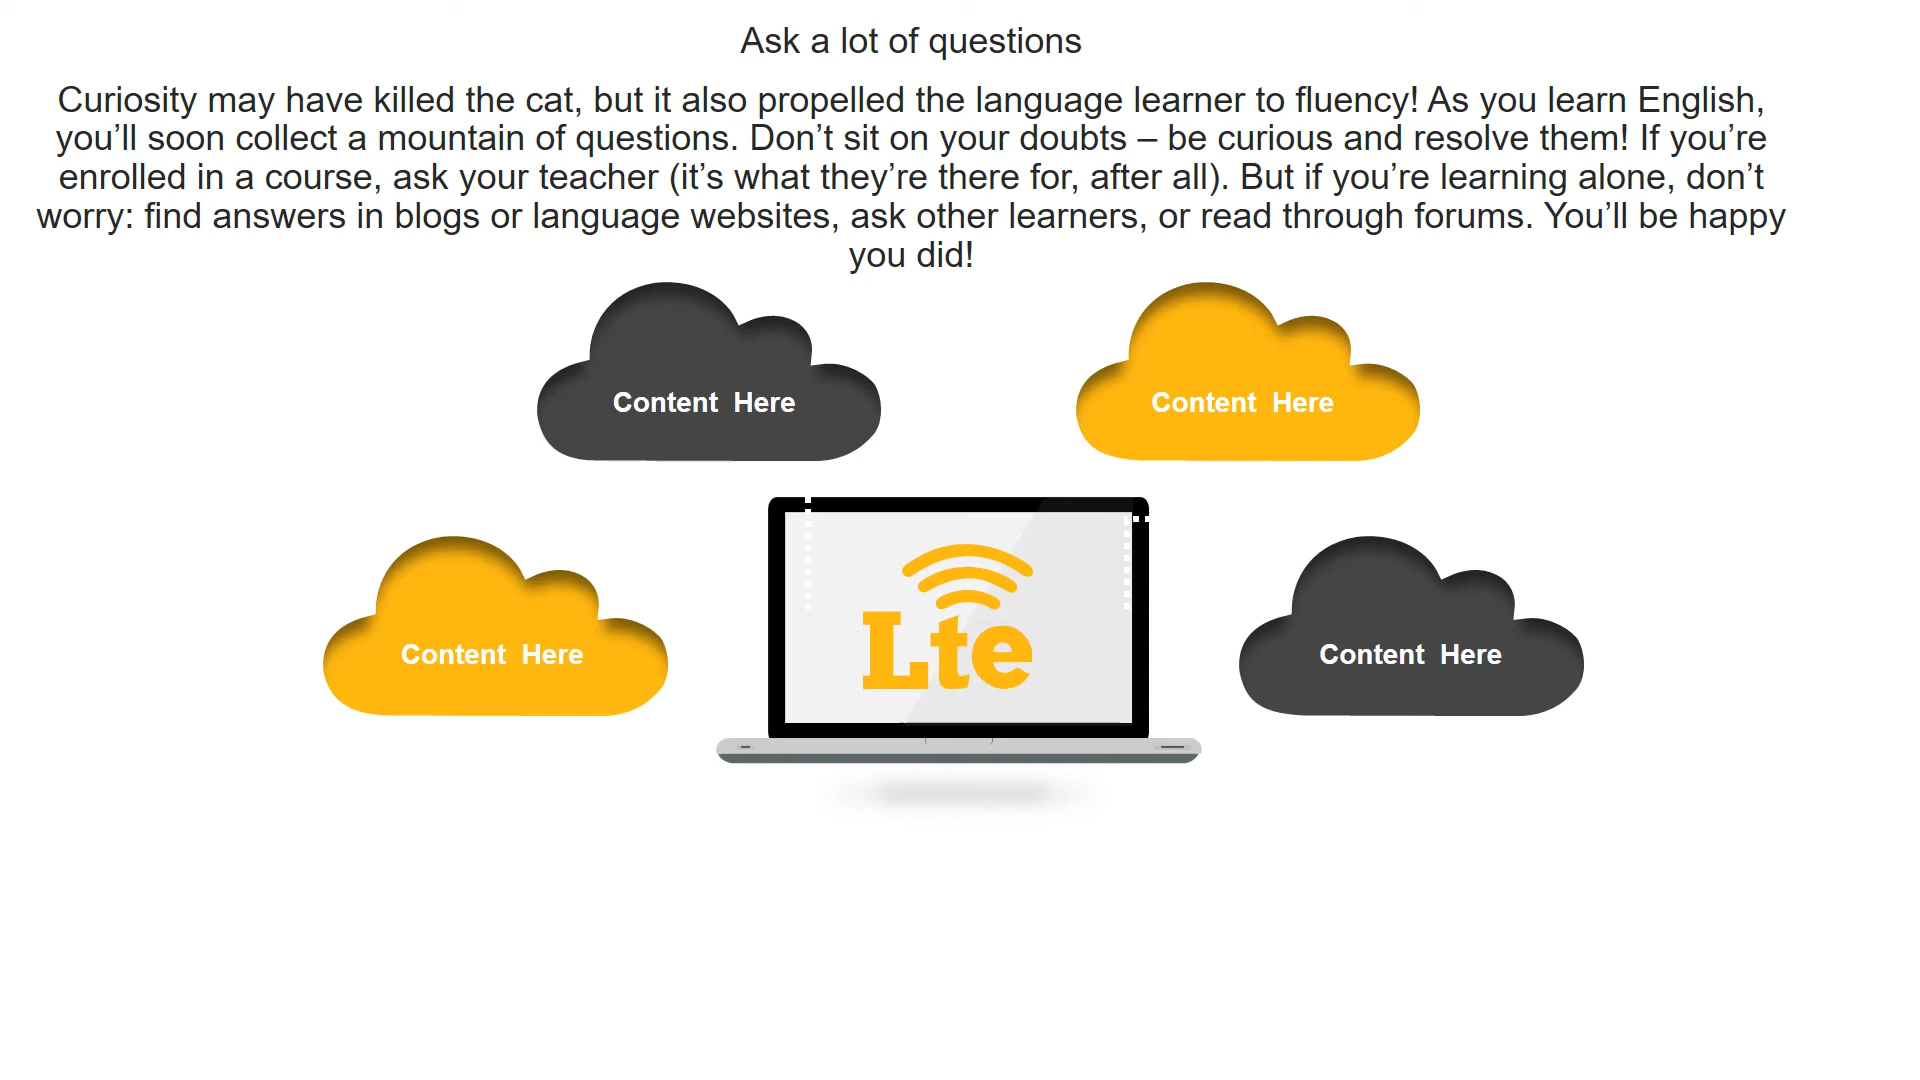 Ask a lot of questions
Curiosity may have killed the cat, but it also propelled the language learner to fluency! As you learn English,
you’ll soon collect a mountain of questions. Don’t sit on your doubts – be curious and resolve them! If you’re
enrolled in a course, ask your teacher (it’s what they’re there for, after all). But if you’re learning alone, don’t
worry: find answers in blogs or language websites, ask other learners, or read through forums. You’ll be happy
you did!
Content Here
Content Here
Content Here
Lte
Content Here